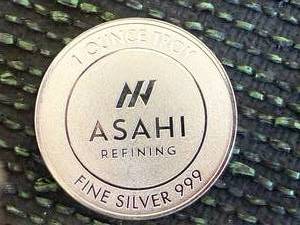 1 OUNCE TROY
ASAHI
REFINING
FINE SILVER 999